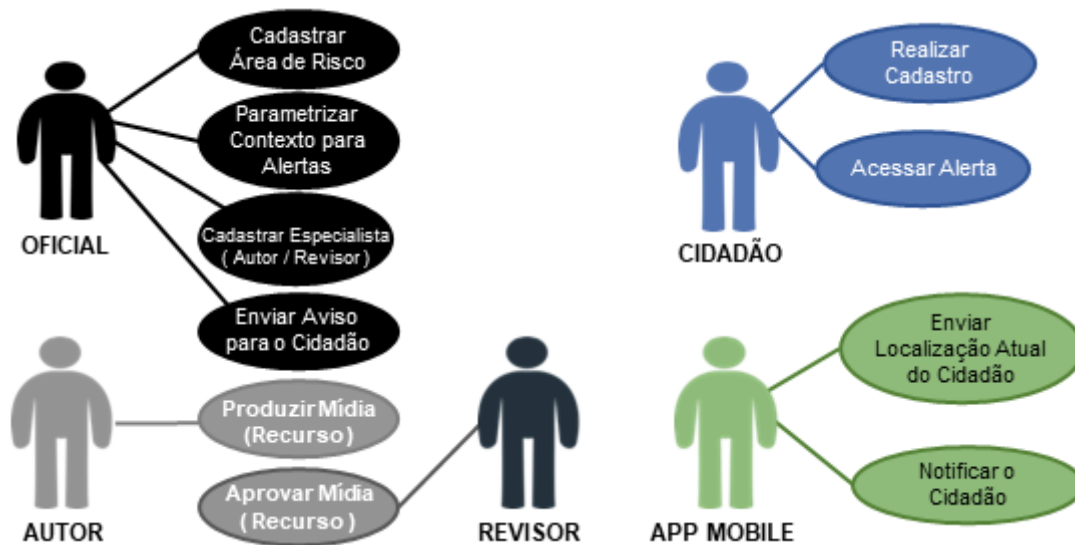 Cadastrar
Área de Risco
Parametrizar
Contexto para
Alertas
Cadastrar Especialista
( Autor / Revisor )
Enviar Aviso
para o Cidadão
OFICIAL
Realizar
Cadastro
Acessar Alerta
CIDADÃO
Produzir Mídia
(Recurso )
Aprovar Mídia
( Recurso )
AUTOR
REVISOR
Enviar
Localização Atual
do Cidadão
Notificar o
Cidadão
APP MOBILE